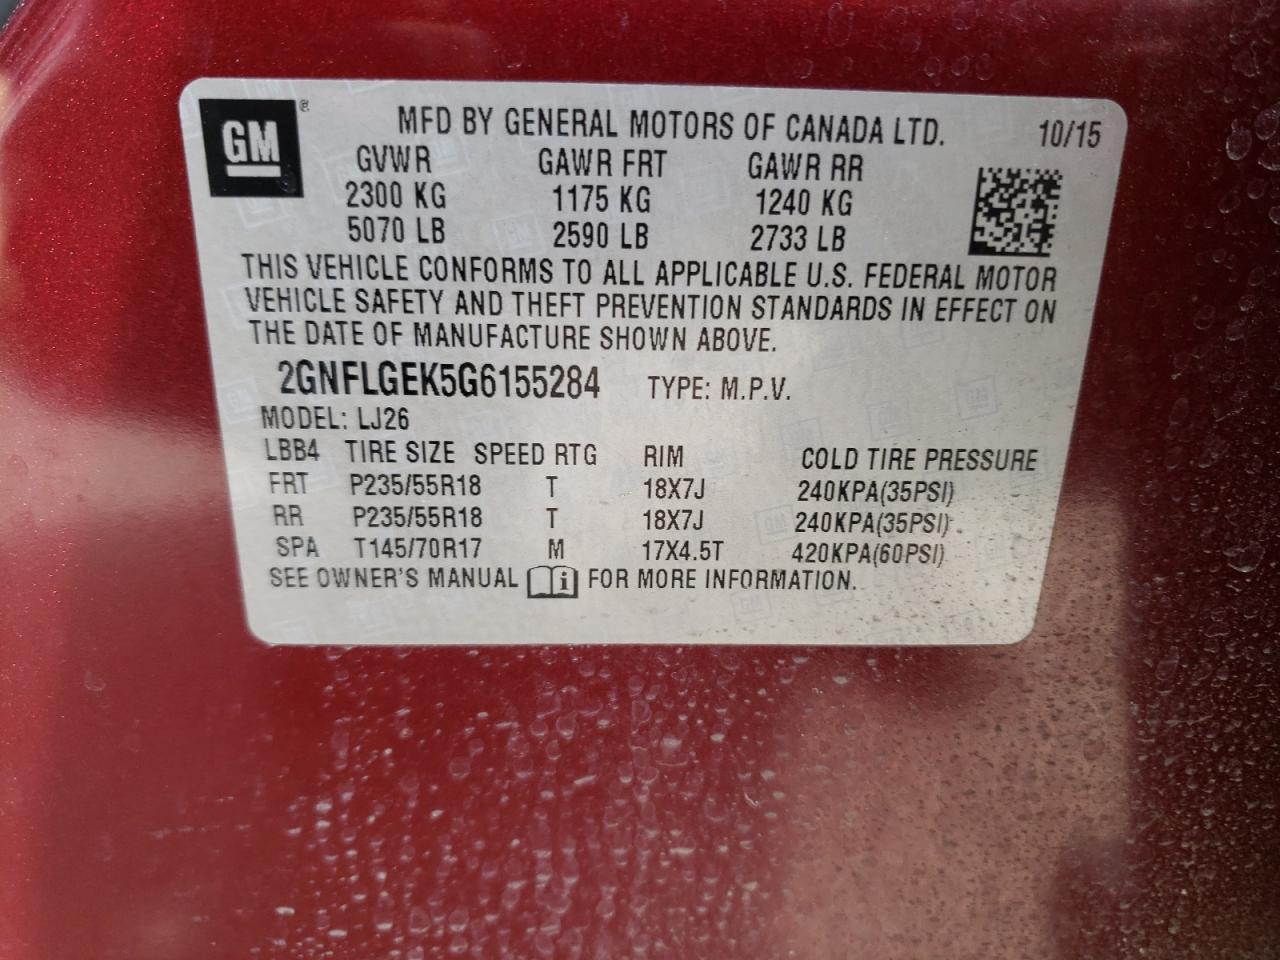 GM ® MFD BY GENERAL MOTORS OF CANADA LTD. 10/15
GVWR GAWR FRT GAWR RR
2300 KG 1175 KG 1240 KG
5070 LB 2590 LB 2733 LB
THIS VEHICLE CONFORMS TO ALL APPLICABLE U.S. FEDERAL MOTOR
VEHICLE SAFETY AND THEFT PREVENTION STANDARDS IN EFFECT ON
THE DATE OF MANUFACTURE SHOWN ABOVE.
2GNFLGEK5G6155284 TYPE: M.P.V.
MODEL: LJ26
LBB4 TIRE SIZE SPEED RTG RIM COLD TIRE PRESSURE
FRT P235/55R18 T 18X7J 240KPA(35PSI)
RR P235/55R18 T 18X7J 240KPA(35PSI)
SPA T145/70R17 M 17X4.5T 420KPA(60PSI)
SEE OWNER'S MANUAL i FOR MORE INFORMATION.